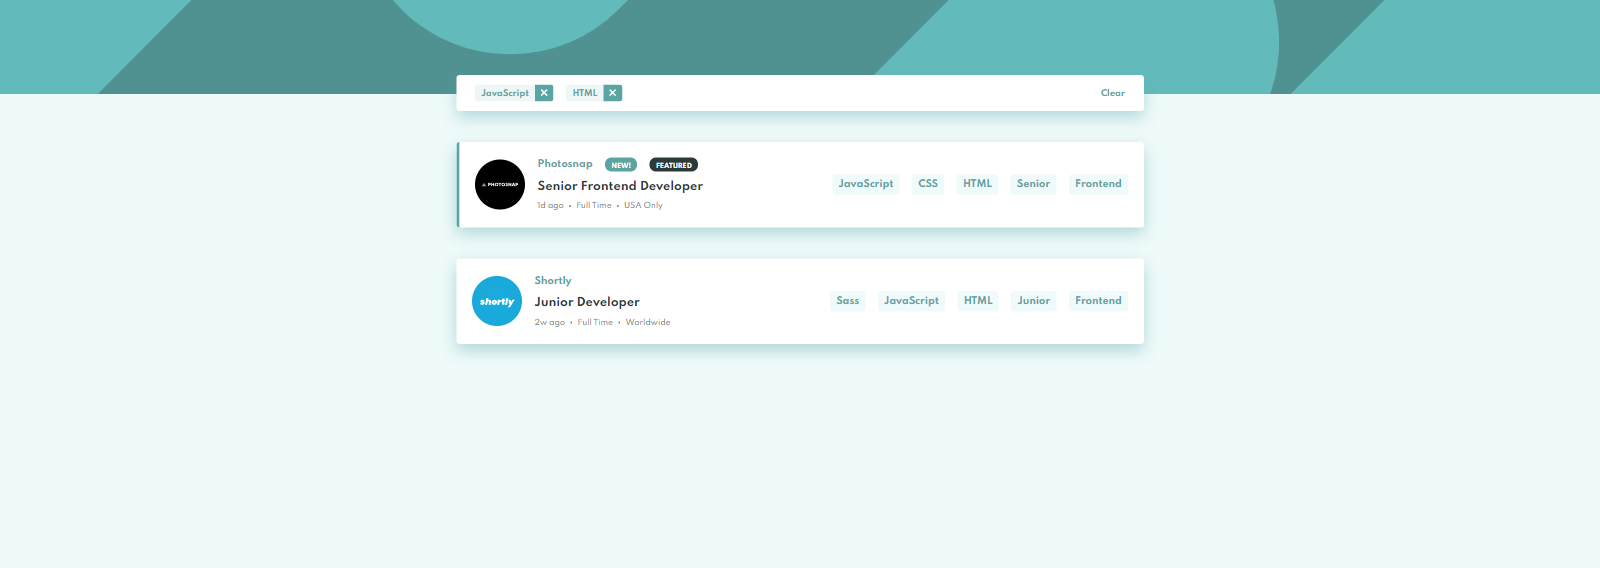 JavaScript ✕ HTML ✕ Clear
PHOTOSNAP
Photosnap NEW! FEATURED
Senior Frontend Developer
1d ago • Full Time • USA Only
JavaScript CSS HTML Senior Frontend
shortly
Shortly
Junior Developer
2w ago • Full Time • Worldwide
Sass JavaScript HTML Junior Frontend